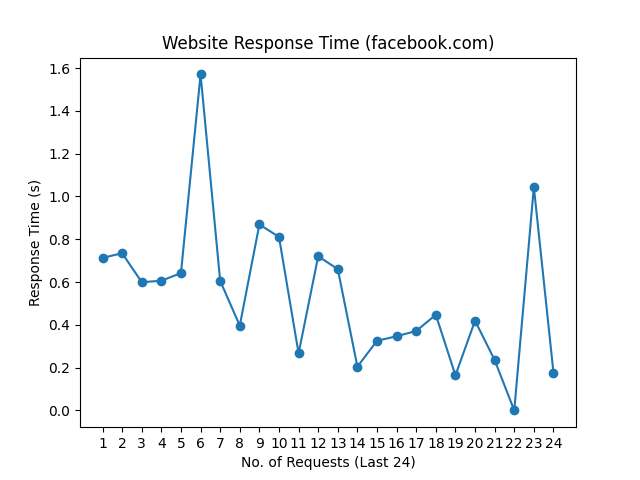 Website Response Time (facebook.com)
1.6
1.4
1.2
1.0
0.8
0.6
0.4
0.2
0.0
Response Time (s)
1 2 3 4 5 6 7 8 9 10 11 12 13 14 15 16 17 18 19 20 21 22 23 24
No. of Requests (Last 24)